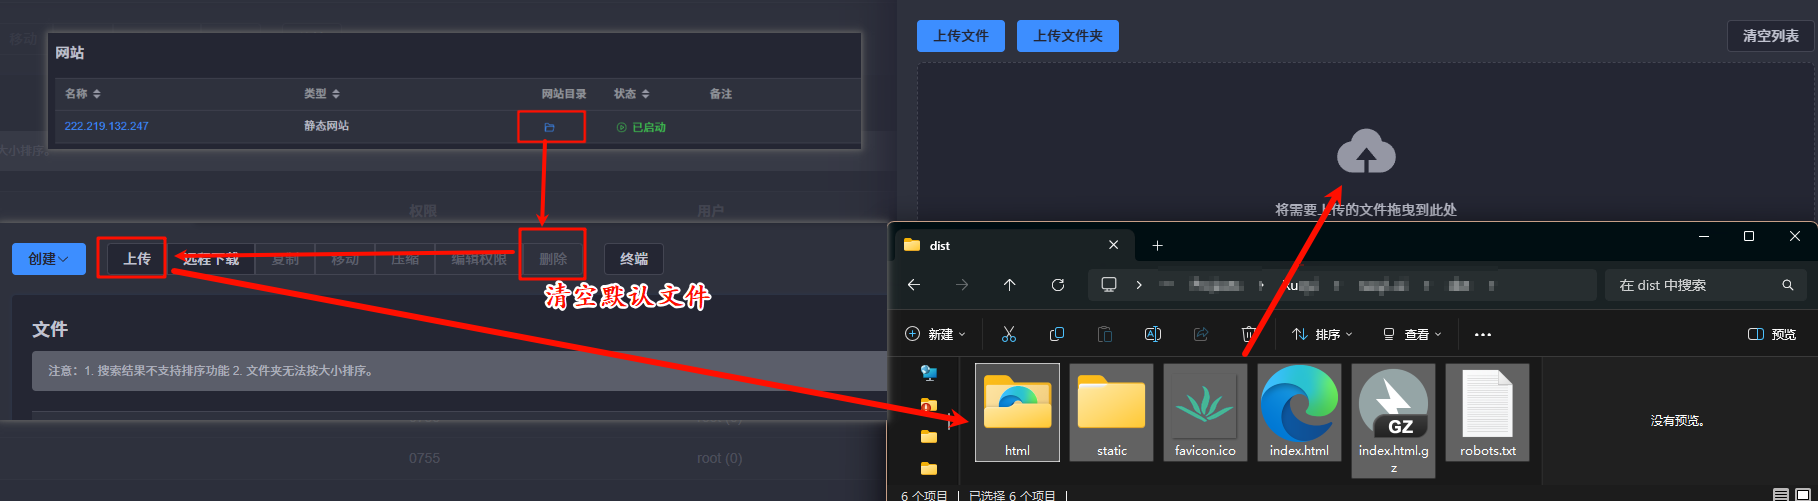 移动
网站
名称 类型 网站目录 状态 备注
222.219.132.247 静态网站 已启动
大小排序。
权限 用户
创建 上传 远程下载 复制 移动 压缩 编辑权限 删除 终端
清空默认文件
文件
注意：1. 搜索结果不支持排序功能 2. 文件夹无法按大小排序。
0755 root (0)
0755 root (0)
上传文件 上传文件夹 清空列表
将需要上传的文件拖曳到此处
dist
在 dist 中搜索
新建 排序 查看 预览
GZ
html static favicon.ico index.html index.html.g
z
robots.txt
没有预览。
6 个项目 已选择 6 个项目